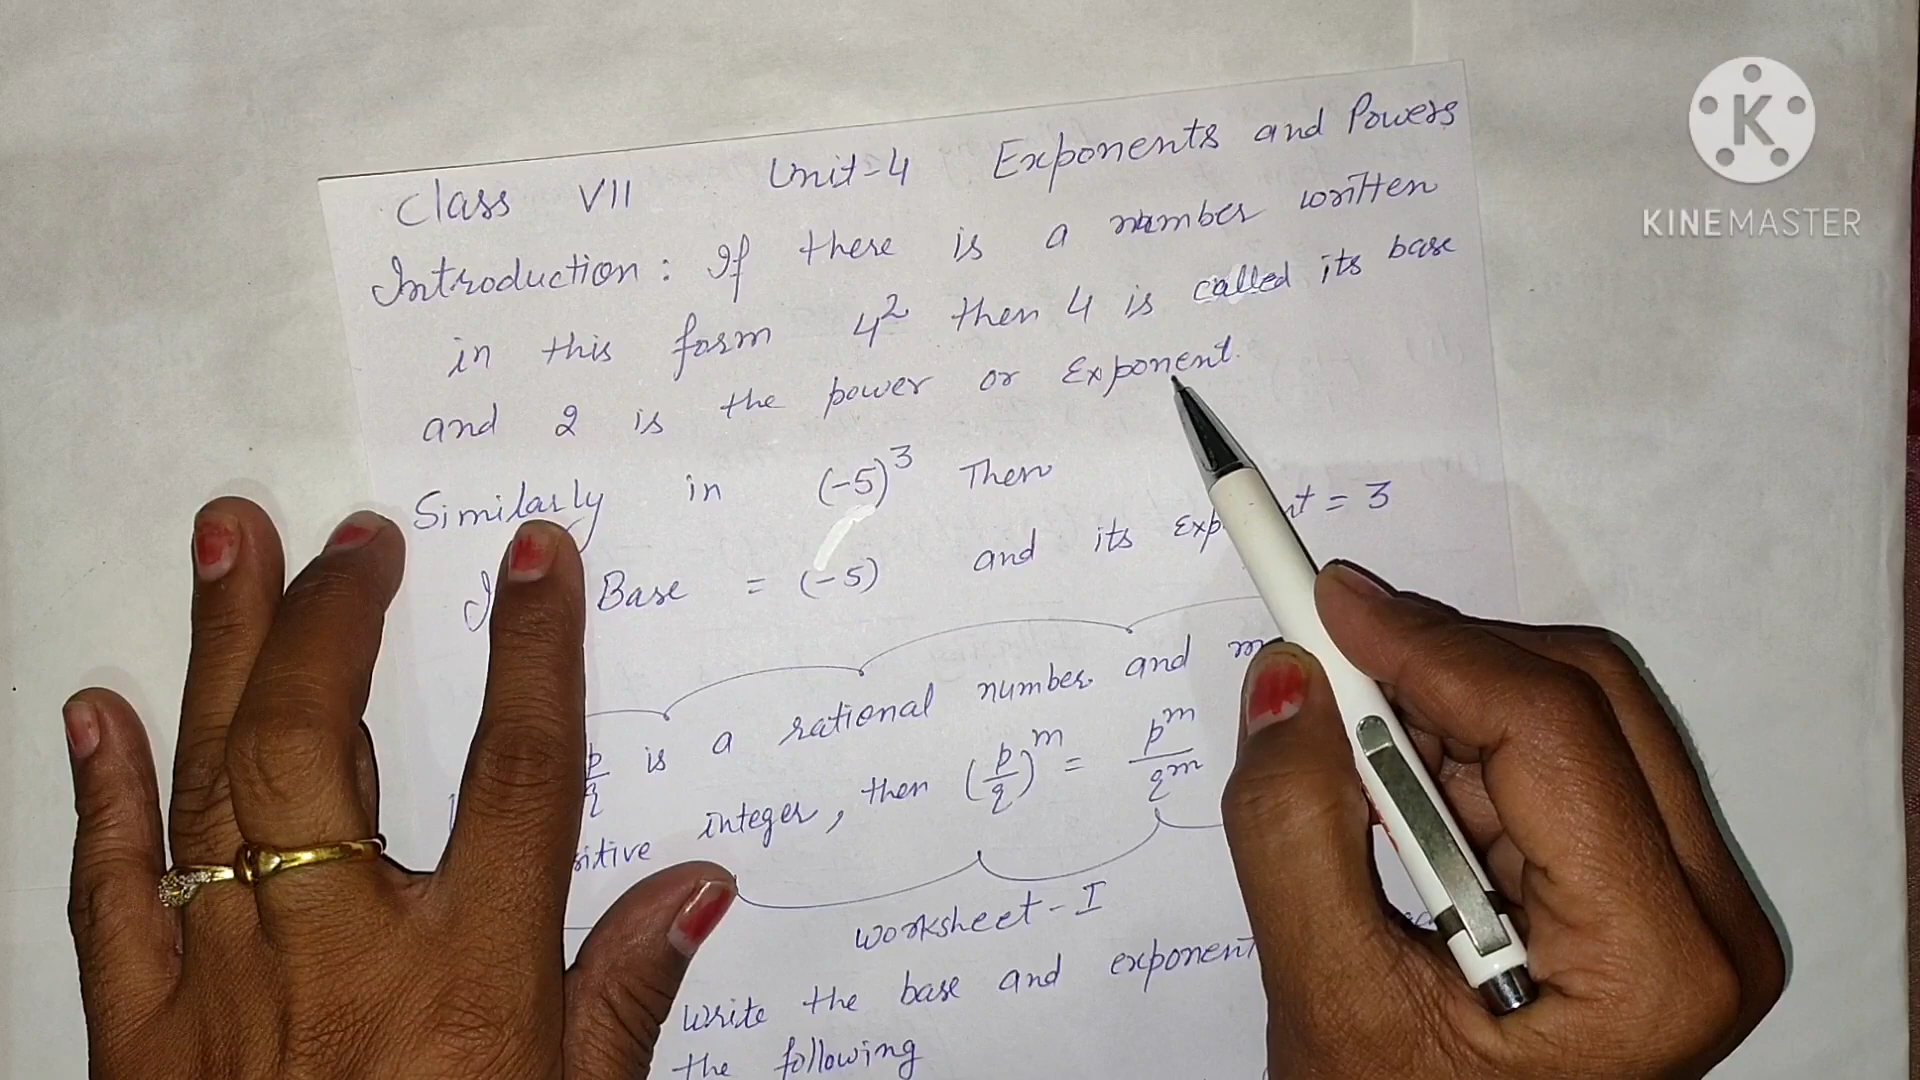 Class VII Unit-4 Exponents and Powers
Introduction: If there is a number written
in this form 4² then 4 is called its base
and 2 is the power or Exponent.
Similarly in (-5)³ Then
Base = (-5) and its = 3
p/q is a rational number and m
integer, then (p/q)^m = p^m/q^m
Worksheet-I
Write the base and exponent
the following
K
KINEMASTER